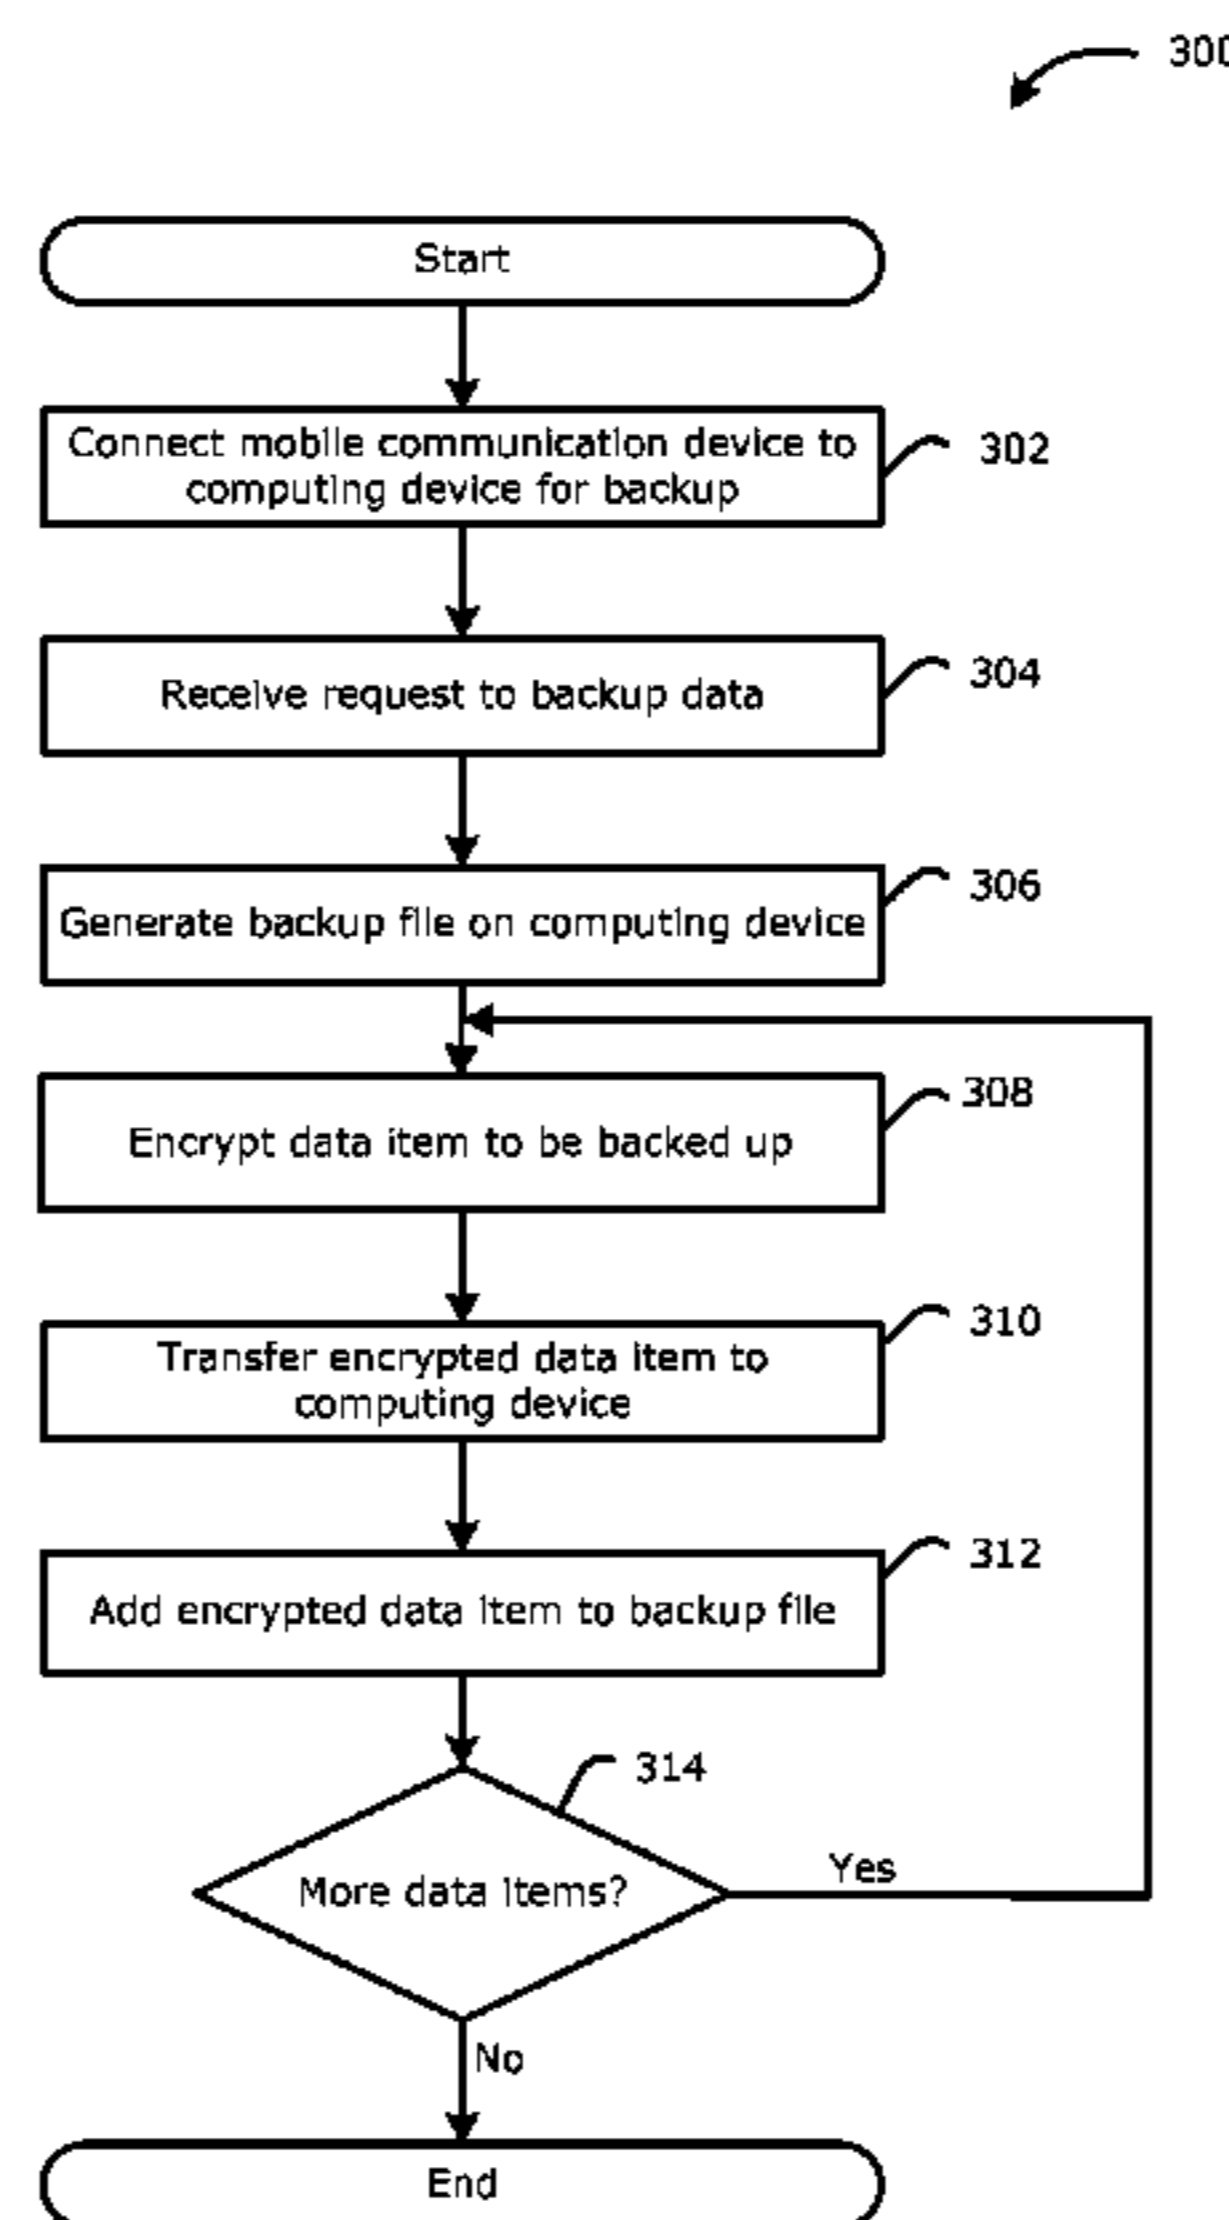 300
Start
Connect mobile communication device to
computing device for backup
302
Receive request to backup data
304
Generate backup file on computing device
306
Encrypt data item to be backed up
308
Transfer encrypted data item to
computing device
310
Add encrypted data item to backup file
312
314
More data items?
Yes
No
End